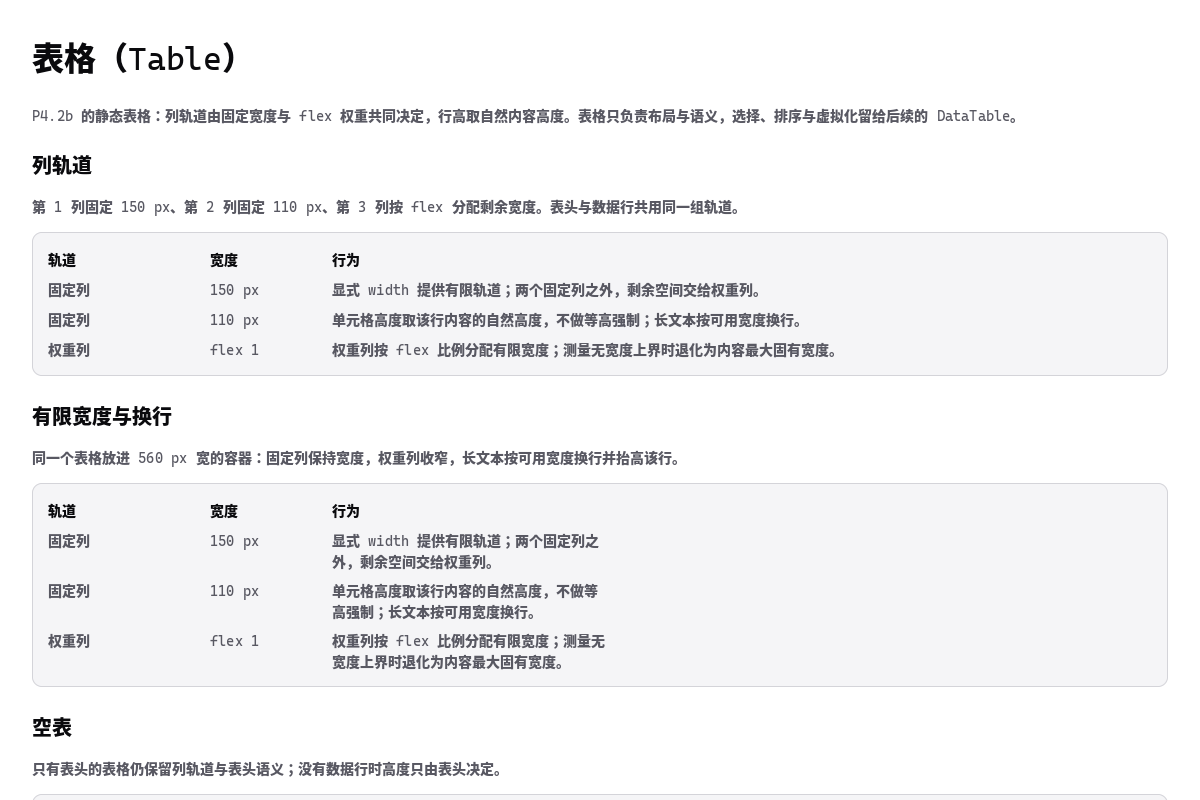 表格（Table）
P4.2b 的静态表格：列轨道由固定宽度与 flex 权重共同决定，行高取自然内容高度。表格只负责布局与语义，选择、排序与虚拟化留给后续的 DataTable。
列轨道
第 1 列固定 150 px、第 2 列固定 110 px、第 3 列按 flex 分配剩余宽度。表头与数据行共用同一组轨道。
轨道 宽度 行为
固定列 150 px 显式 width 提供有限轨道；两个固定列之外，剩余空间交给权重列。
固定列 110 px 单元格高度取该行内容的自然高度，不做等高强制；长文本按可用宽度换行。
权重列 flex 1 权重列按 flex 比例分配有限宽度；测量无宽度上界时退化为内容最大固有宽度。
有限宽度与换行
同一个表格放进 560 px 宽的容器：固定列保持宽度，权重列收窄，长文本按可用宽度换行并抬高该行。
轨道 宽度 行为
固定列 150 px 显式 width 提供有限轨道；两个固定列之
外，剩余空间交给权重列。
固定列 110 px 单元格高度取该行内容的自然高度，不做等
高强制；长文本按可用宽度换行。
权重列 flex 1 权重列按 flex 比例分配有限宽度；测量无
宽度上界时退化为内容最大固有宽度。
空表
只有表头的表格仍保留列轨道与表头语义；没有数据行时高度只由表头决定。